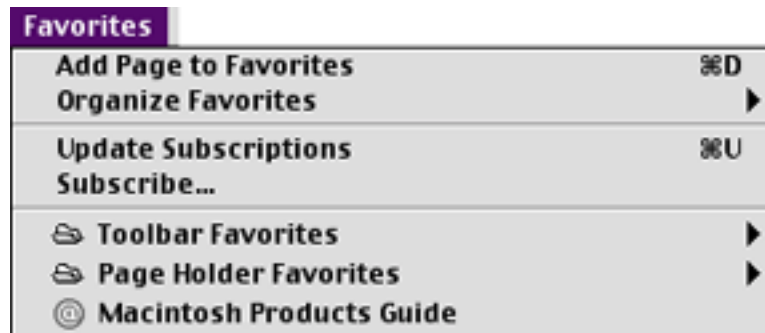 Favorites
Add Page to Favorites ⌘D
Organize Favorites
Update Subscriptions ⌘U
Subscribe...
Toolbar Favorites
Page Holder Favorites
@ Macintosh Products Guide